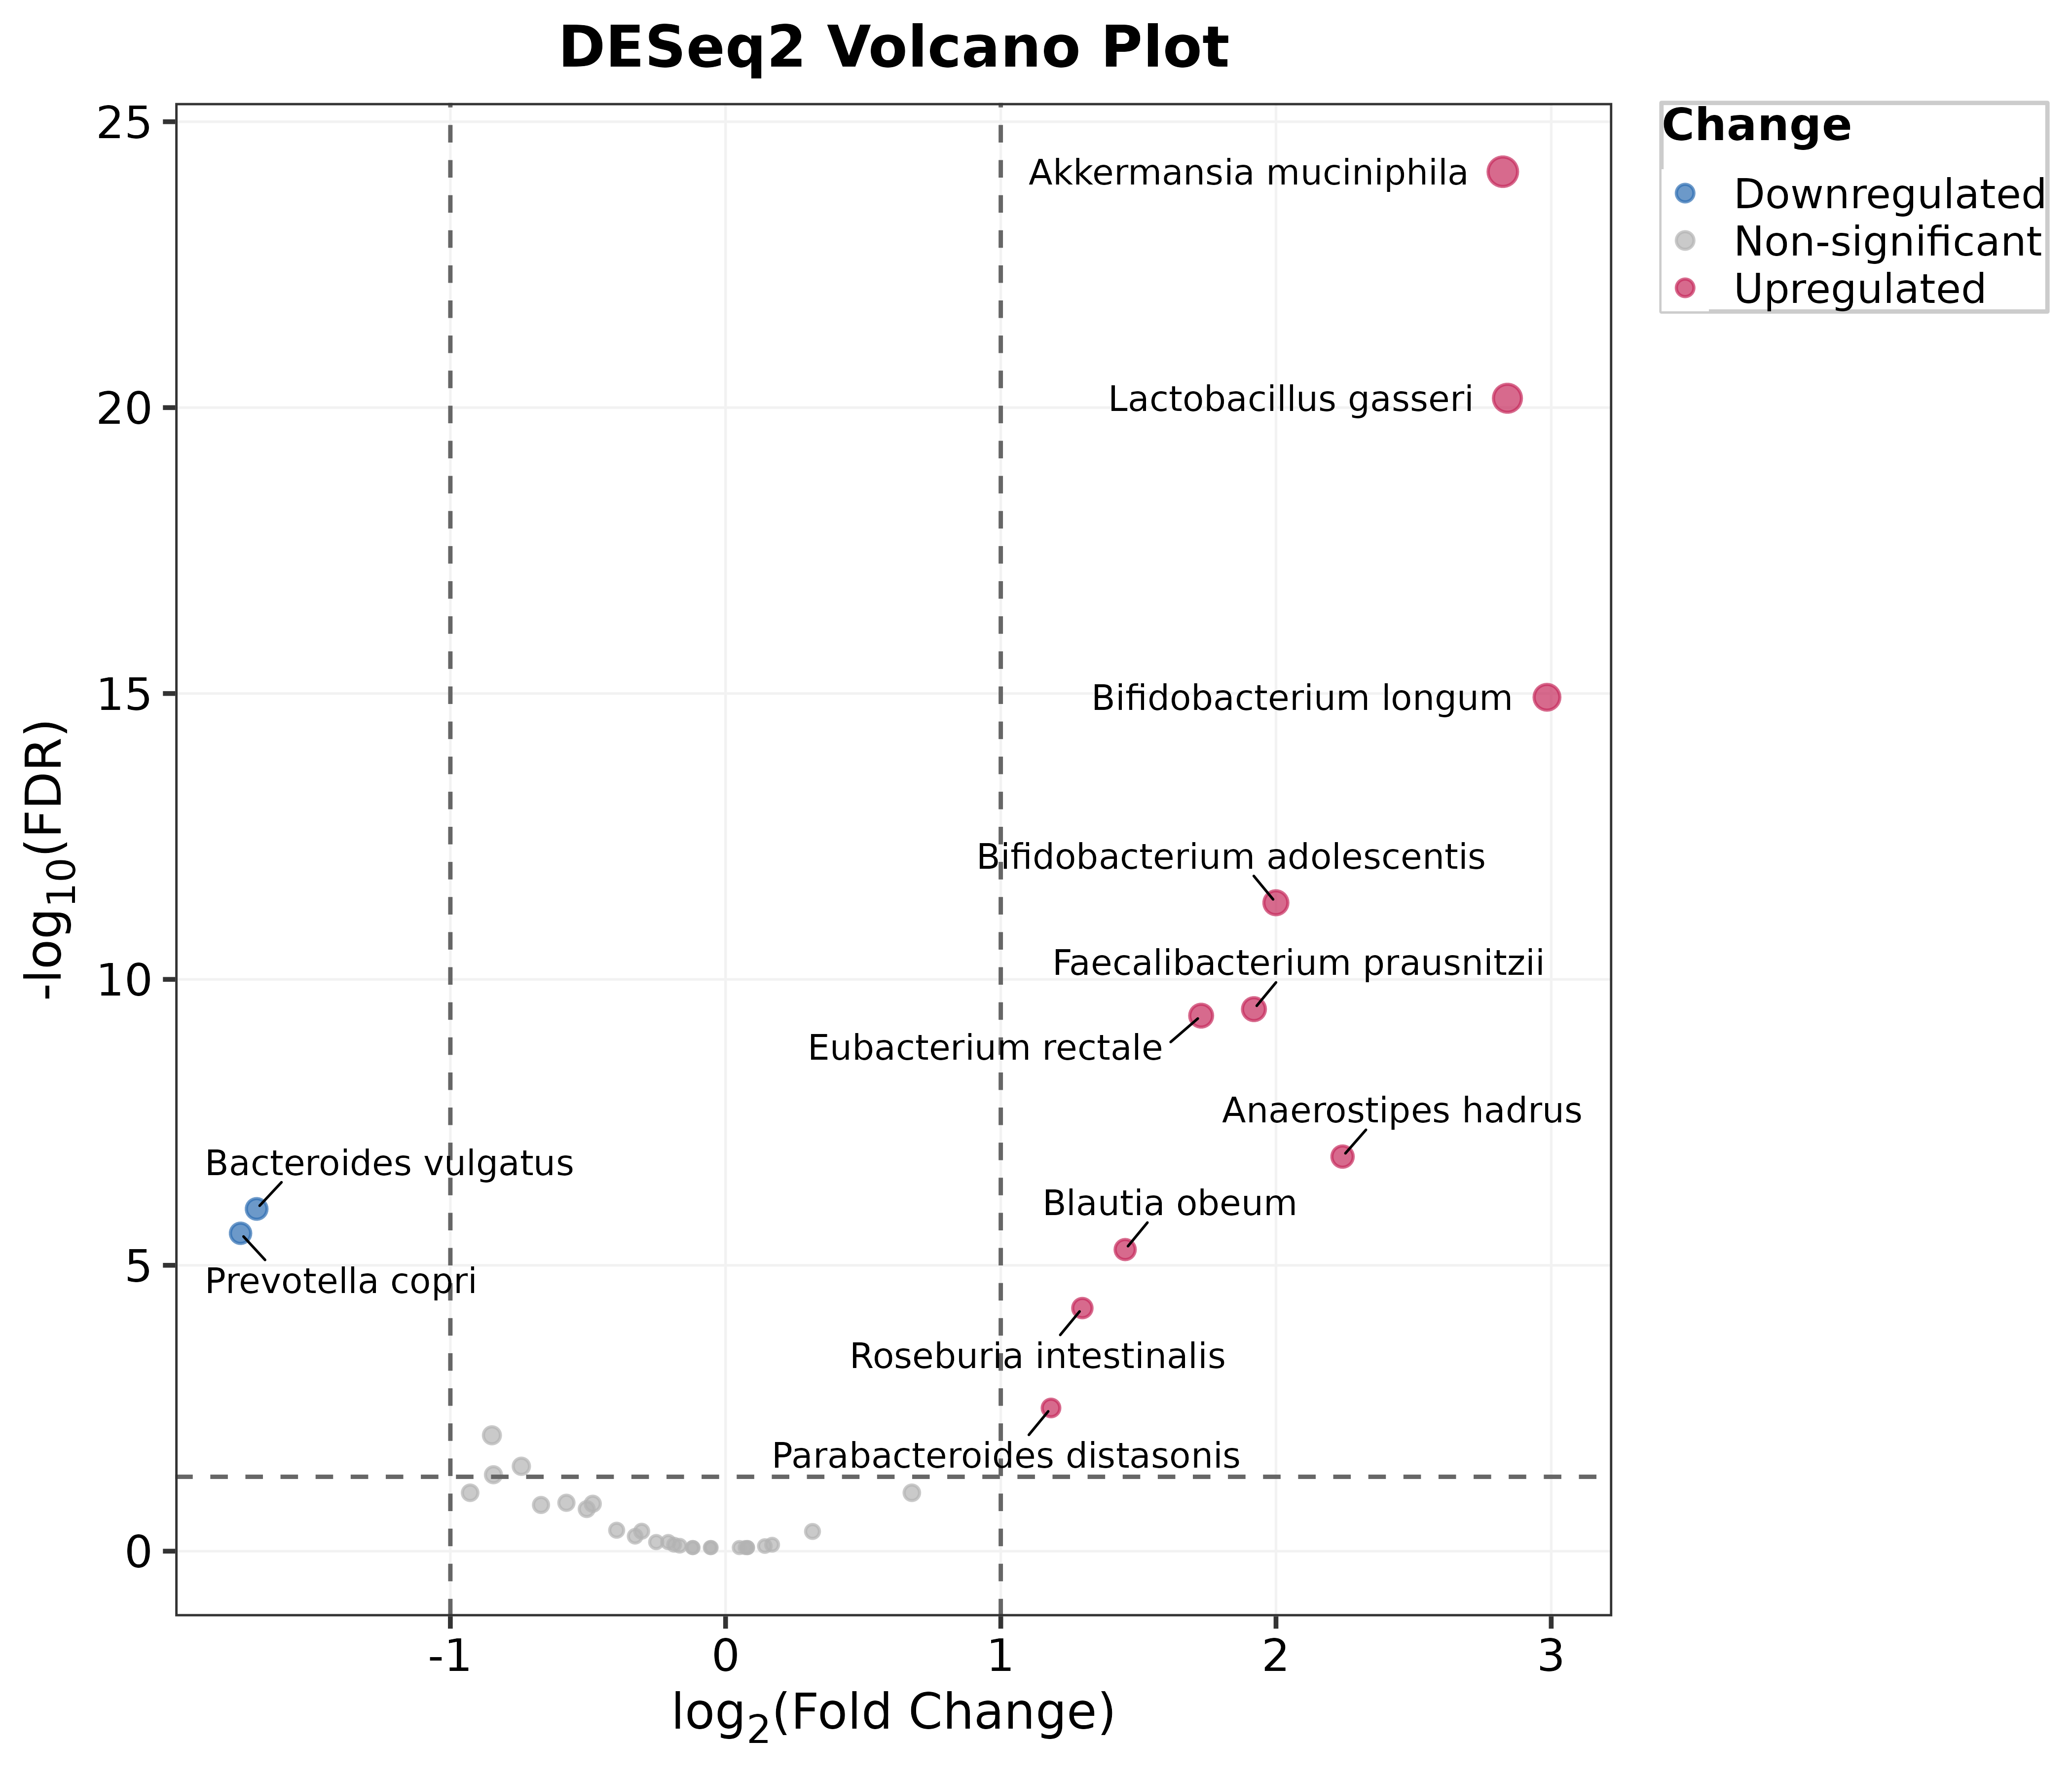 DESeq2 Volcano Plot
Change
Downregulated
Non-significant
Upregulated
-log10(FDR)
25
20
15
10
5
0
Akkermansia muciniphila
Lactobacillus gasseri
Bifidobacterium longum
Bifidobacterium adolescentis
Faecalibacterium prausnitzii
Eubacterium rectale
Anaerostipes hadrus
Bacteroides vulgatus
Blautia obeum
Prevotella copri
Roseburia intestinalis
Parabacteroides distasonis
-1 0 1 2 3
log2(Fold Change)